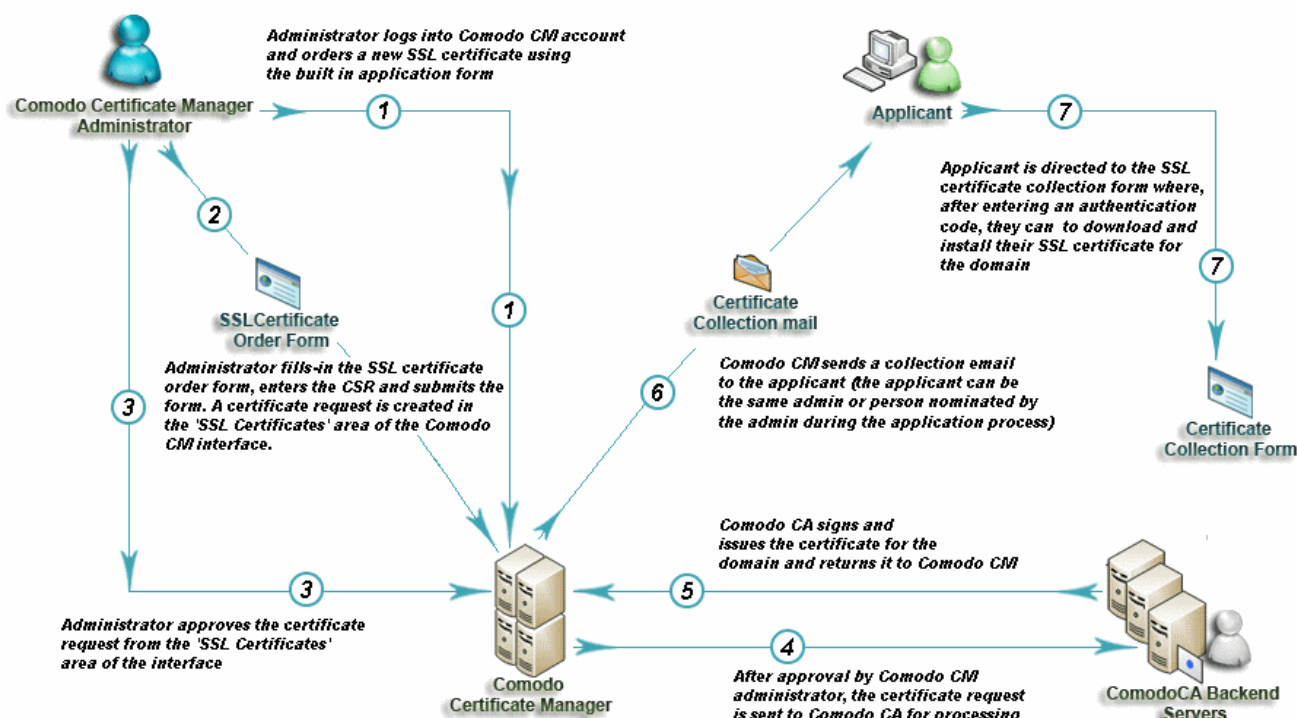 Administrator logs into Comodo CM account
and orders a new SSL certificate using
the built in application form
Comodo Certificate Manager
Administrator
1
Applicant
7
Applicant is directed to the SSL
certificate collection form where,
after entering an authentication
code, they can to download and
install their SSL certificate for
the domain
2
7
1
SSLCertificate
Order Form
Certificate
Collection mail
Administrator fills-in the SSL certificate
order form, enters the CSR and submits the
form. A certificate request is created in
the 'SSL Certificates' area of the Comodo
CM interface.
3
6
Comodo CM sends a collection email
to the applicant (the applicant can be
the same admin or person nominated by
the admin during the application process)
Certificate
Collection Form
Comodo CA signs and
issues the certificate for the
domain and returns it to Comodo CM
3
5
Administrator approves the certificate
request from the 'SSL Certificates'
area of the interface
4
Comodo
Certificate Manager
After approval by Comodo CM
administrator, the certificate request
is sent to Comodo CA for processing
ComodoCA Backend
Servers